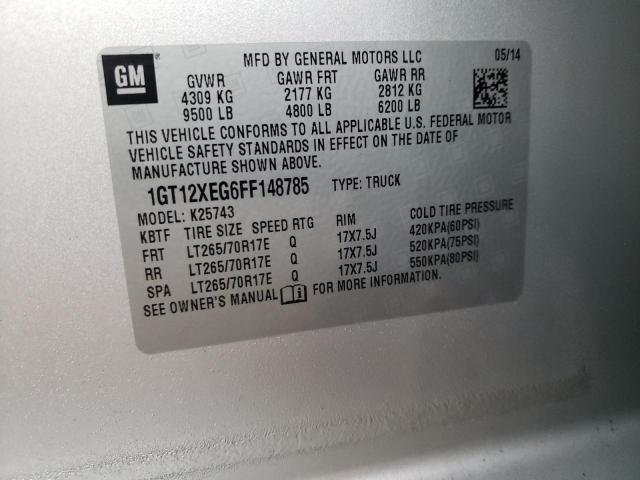 GM
MFD BY GENERAL MOTORS LLC 05/14
GVWR GAWR FRT GAWR RR
4309 KG 2177 KG 2812 KG
9500 LB 4800 LB 6200 LB
THIS VEHICLE CONFORMS TO ALL APPLICABLE U.S. FEDERAL MOTOR
VEHICLE SAFETY STANDARDS IN EFFECT ON THE DATE OF
MANUFACTURE SHOWN ABOVE.
1GT12XEG6FF148785 TYPE: TRUCK
MODEL: K25743
KBTF TIRE SIZE SPEED RTG RIM COLD TIRE PRESSURE
FRT LT265/70R17E Q 17X7.5J 420KPA(60PSI)
RR LT265/70R17E Q 17X7.5J 520KPA(75PSI)
SPA LT265/70R17E Q 17X7.5J 550KPA(80PSI)
SEE OWNER'S MANUAL FOR MORE INFORMATION.